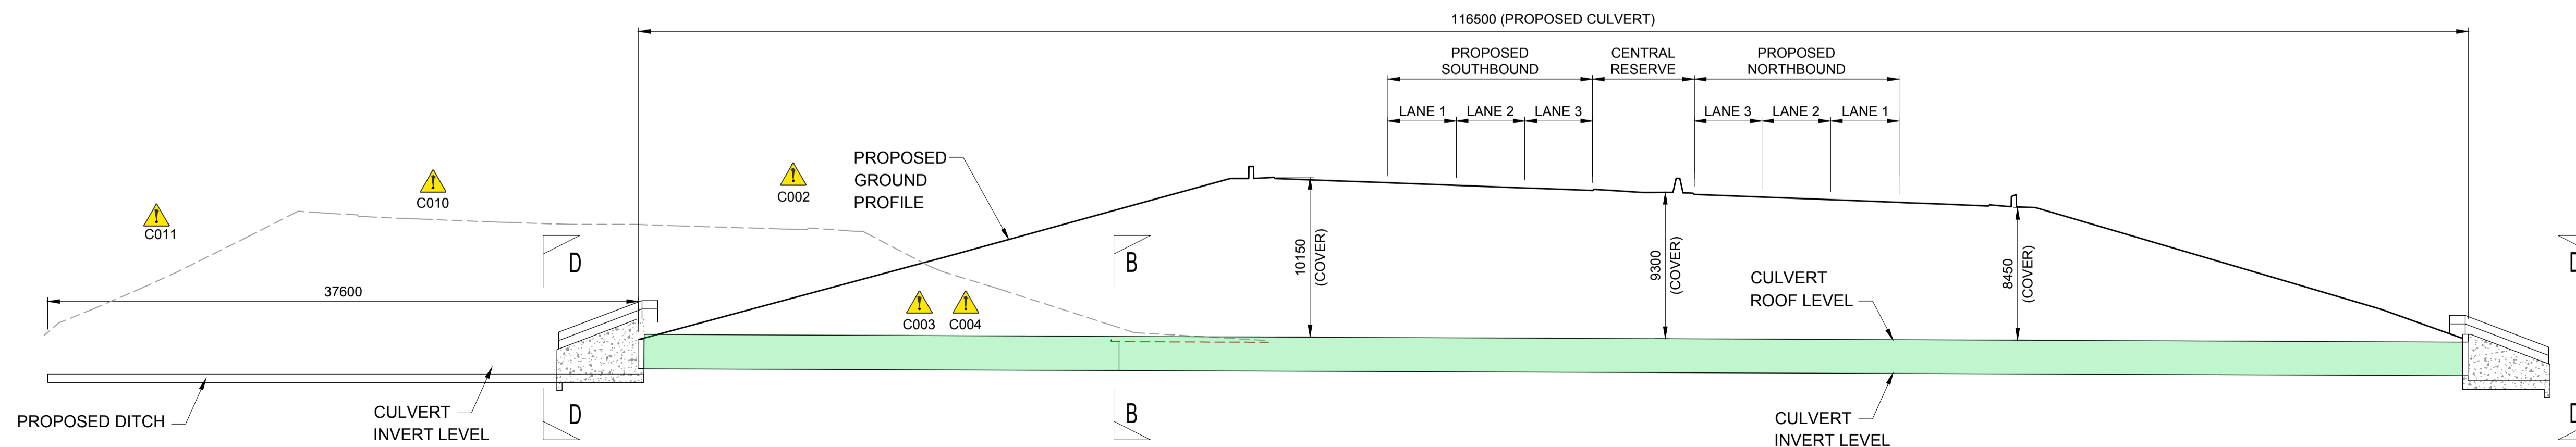 116500 (PROPOSED CULVERT)
PROPOSED
SOUTHBOUND
CENTRAL
RESERVE
PROPOSED
NORTHBOUND
LANE 1
LANE 2
LANE 3
LANE 3
LANE 2
LANE 1
PROPOSED
GROUND
PROFILE
C002
C010
C011
D
B
10150
(COVER)
9300
(COVER)
8450
(COVER)
CULVERT
ROOF LEVEL
37600
C003
C004
PROPOSED DITCH
CULVERT
INVERT LEVEL
D
B
CULVERT
INVERT LEVEL